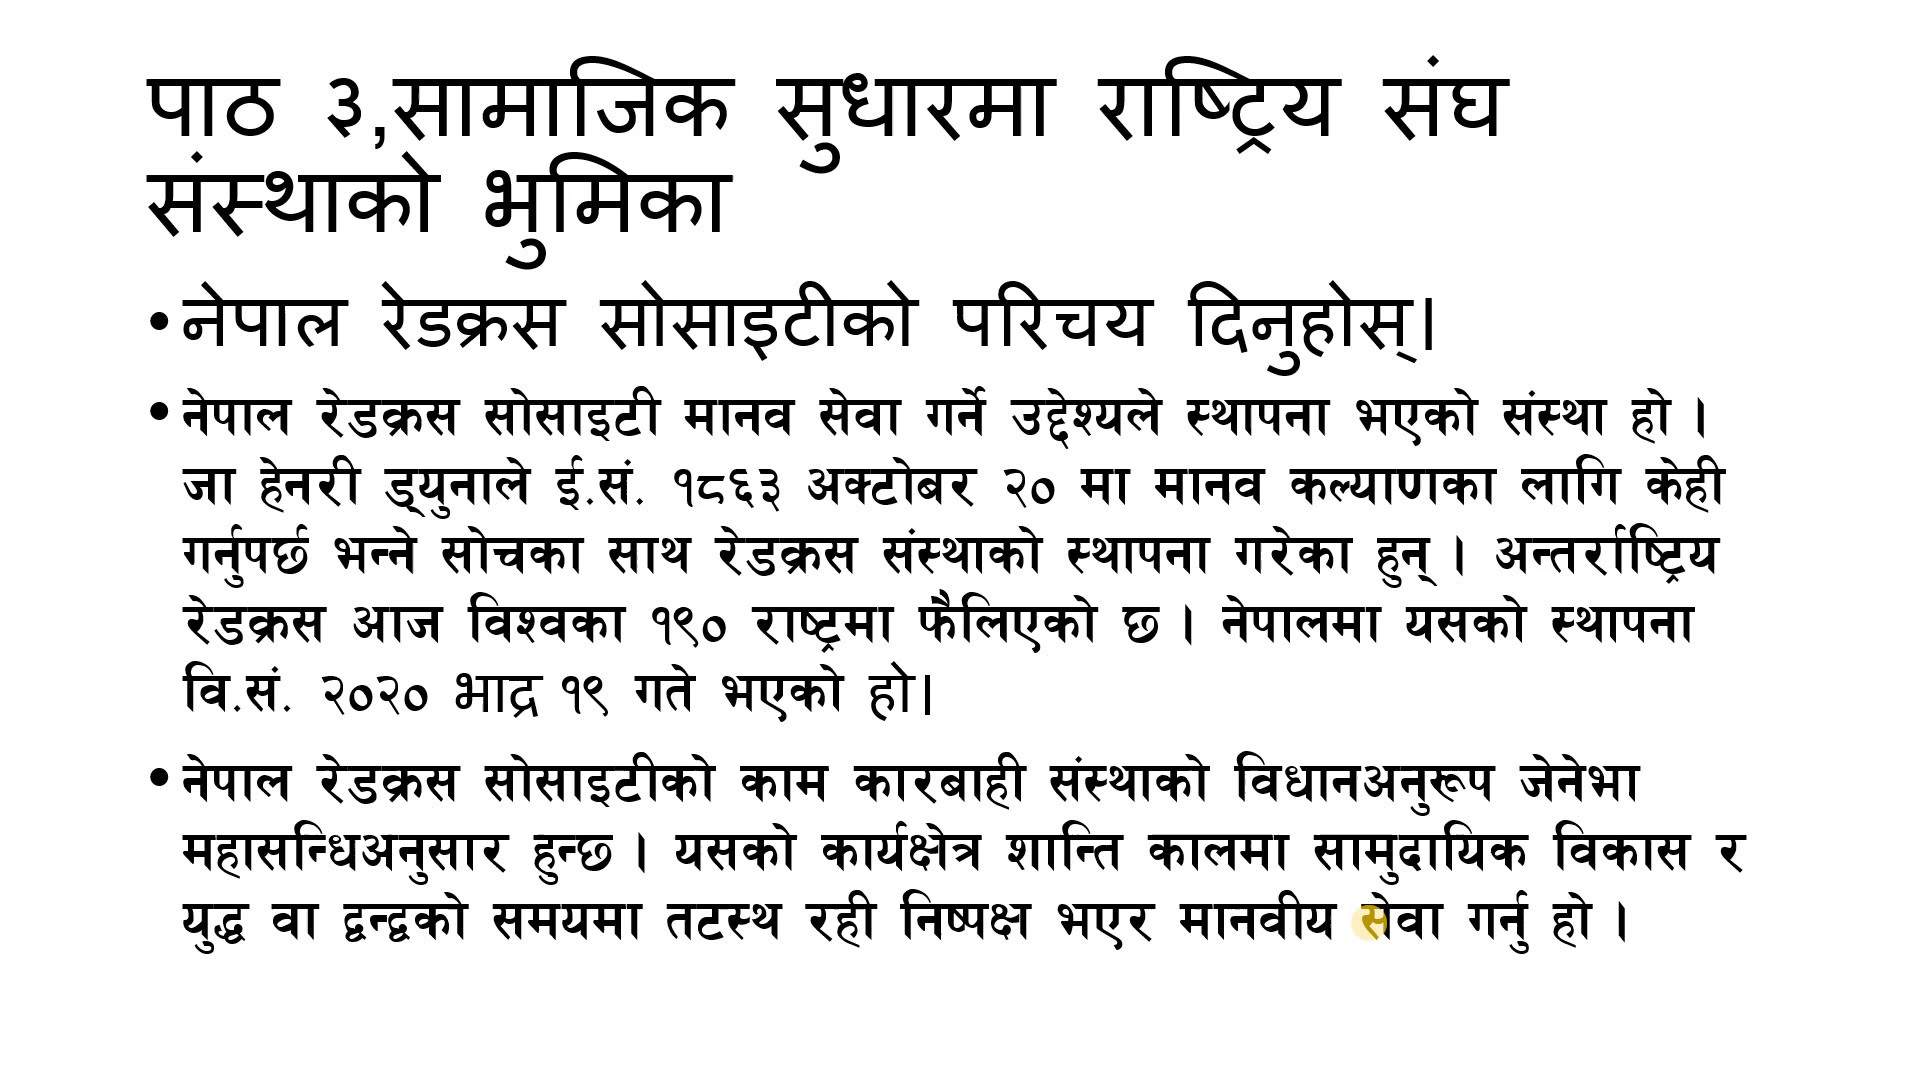 पाठ ३,सामाजिक सुधारमा राष्ट्रिय संघ
संस्थाको भुमिका
•नेपाल रेडक्रस सोसाइटीको परिचय दिनुहोस्।
•नेपाल रेडक्रस सोसाइटी मानव सेवा गर्ने उद्देश्यले स्थापना भएको संस्था हो ।
जा हेनरी ड्युनाले ई.सं. १८६३ अक्टोबर २० मा मानव कल्याणका लागि केही
गर्नुपर्छ भन्ने सोचका साथ रेडक्रस संस्थाको स्थापना गरेका हुन् । अन्तर्राष्ट्रिय
रेडक्रस आज विश्वका १९० राष्ट्रमा फैलिएको छ । नेपालमा यसको स्थापना
वि.सं. २०२० भाद्र १९ गते भएको हो।
•नेपाल रेडक्रस सोसाइटीको काम कारबाही संस्थाको विधानअनुरूप जेनेभा
महासन्धिअनुसार हुन्छ । यसको कार्यक्षेत्र शान्ति कालमा सामुदायिक विकास र
युद्ध वा द्वन्द्वको समयमा तटस्थ रही निष्पक्ष भएर मानवीय सेवा गर्नु हो ।